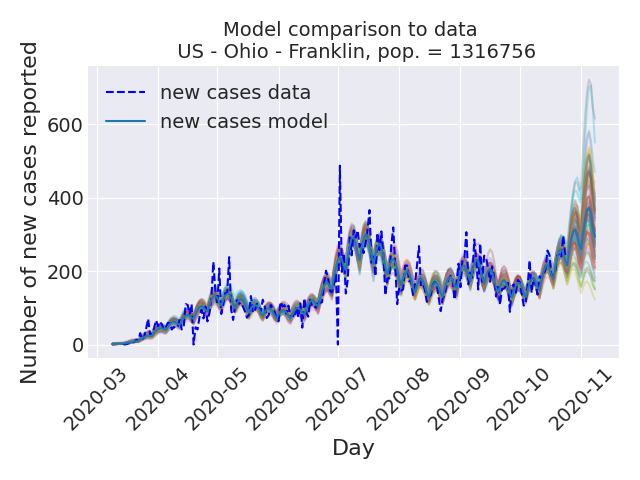 Model comparison to data
US - Ohio - Franklin, pop. = 1316756
Number of new cases reported
new cases data
new cases model
600
400
200
0
2020-03
2020-04
2020-05
2020-06
2020-07
2020-08
2020-09
2020-10
2020-11
Day